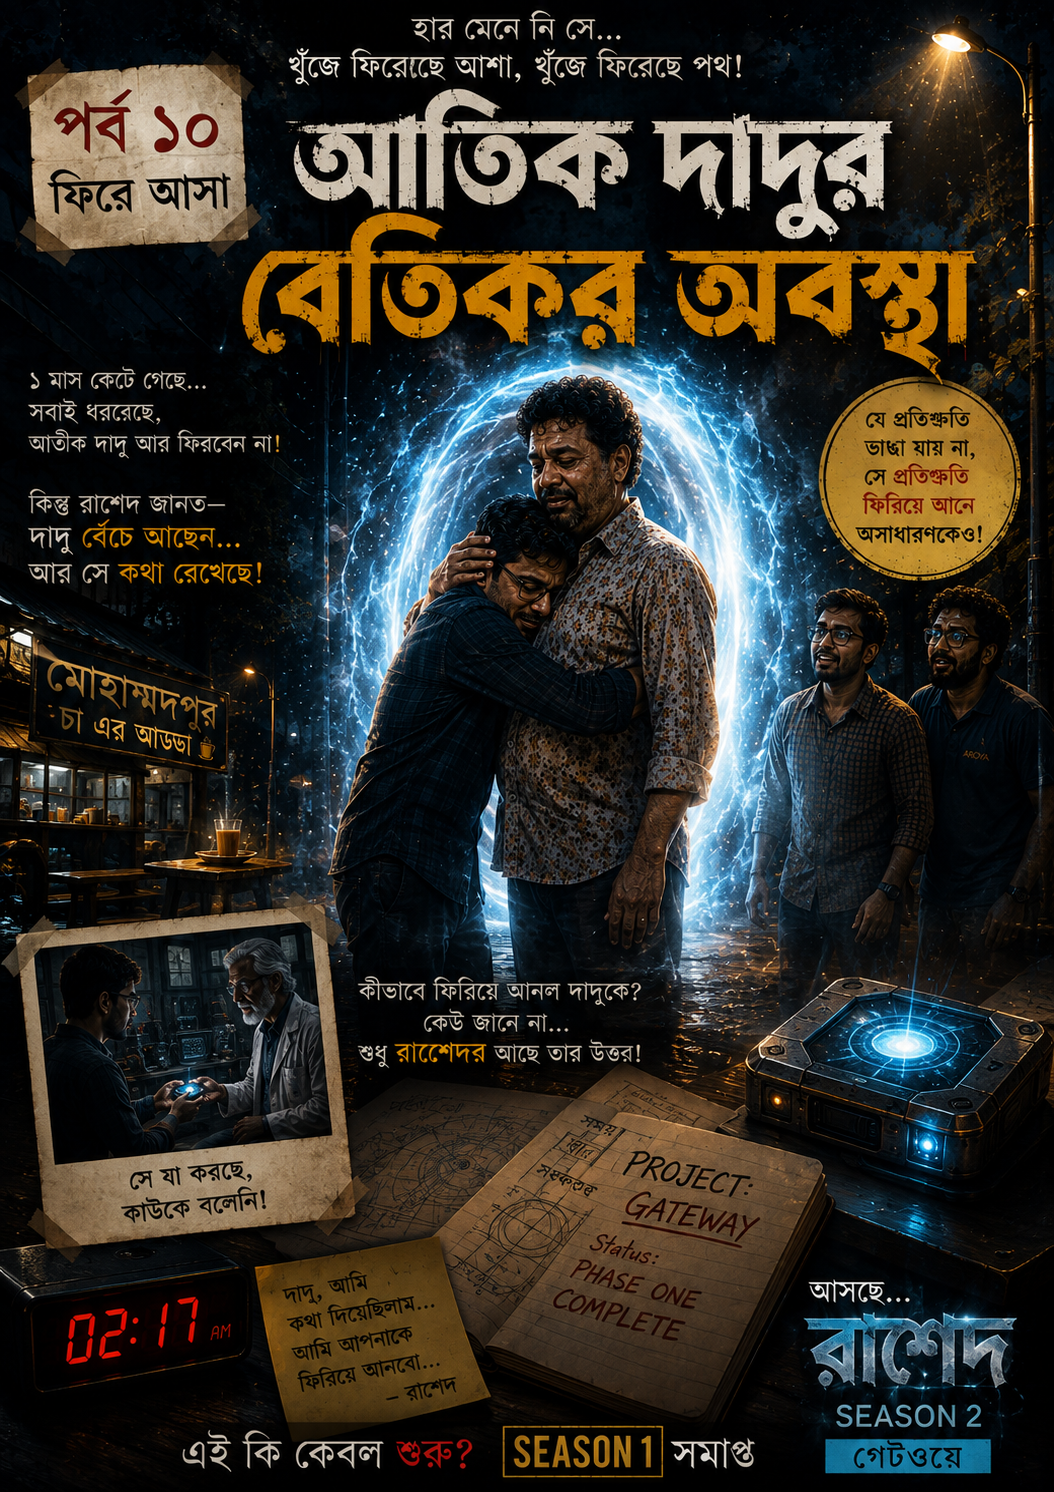 হার মেনে নি সে...
খুঁজে ফিরেছে আশা, খুঁজে ফিরেছে পথ!
পর্ব ১০
ফিরে আসা
আতিক দাদুর
বেতিকর অবস্থা
১ মাস কেটে গেছে...
সবাই ধররেছে,
আতীক দাদু আর ফিরবেন না!
কিন্তু রাশেদ জানত—
দাদু বেঁচে আছেন...
আর সে কথা রেখেছে!
যে প্রতিশ্রুতি
ভাঙা যায় না,
সে প্রতিশ্রুতি
ফিরিয়ে আনে
অসাধারণকেও!
মোহাম্মদপুর
চা এর আড্ডা
AROYA
কীভাবে ফিরিয়ে আনল দাদুকে?
কেউ জানে না...
শুধু রাশেদের আছে তার উত্তর!
সে যা করছে,
কাউকে বলেনি!
সময়
PROJECT:
GATEWAY
Status:
PHASE ONE
COMPLETE
02:17 AM
দাদু, আমি
কথা দিয়েছিলাম...
আমি আপনাকে
ফিরিয়ে আনবো...
– রাশেদ
আসছে...
রাশেদ
SEASON 2
গেটওয়ে
এই কি কেবল শুরু? SEASON 1 সমাপ্ত